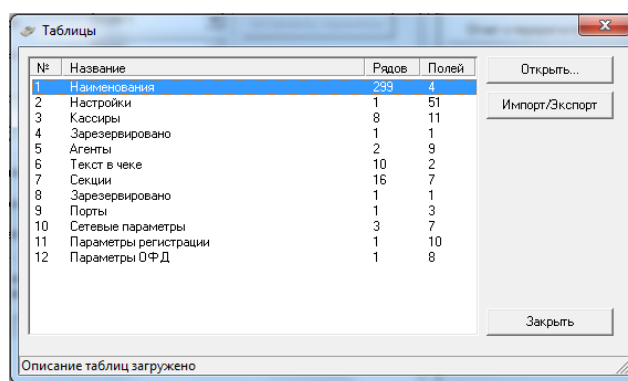 Таблицы
№ Название Рядов Полей
Открыть...
1 Наименования 299 4
2 Настройки 1 51
Импорт/Экспорт
3 Кассиры 8 11
4 Зарезервировано 1 1
5 Агенты 2 9
6 Текст в чеке 10 2
7 Секции 16 7
8 Зарезервировано 1 1
9 Порты 1 3
10 Сетевые параметры 3 7
11 Параметры регистрации 1 10
12 Параметры ОФД 1 8
Закрыть
Описание таблиц загружено